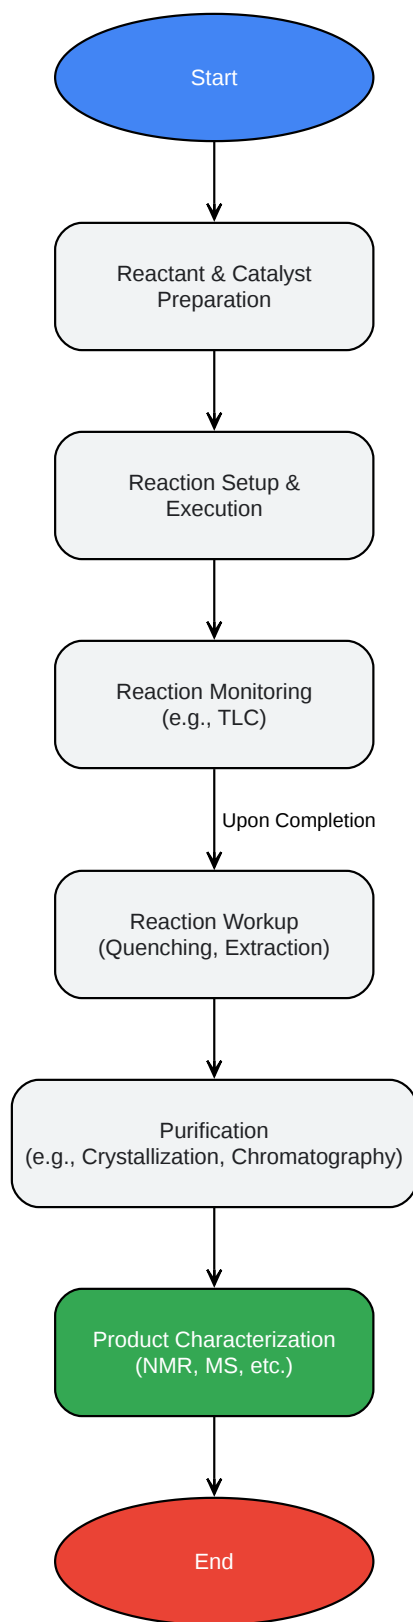 Start
Reactant & Catalyst
Preparation
Reaction Setup &
Execution
Reaction Monitoring
(e.g., TLC)
Upon Completion
Reaction Workup
(Quenching, Extraction)
Purification
(e.g., Crystallization, Chromatography)
Product Characterization
(NMR, MS, etc.)
End